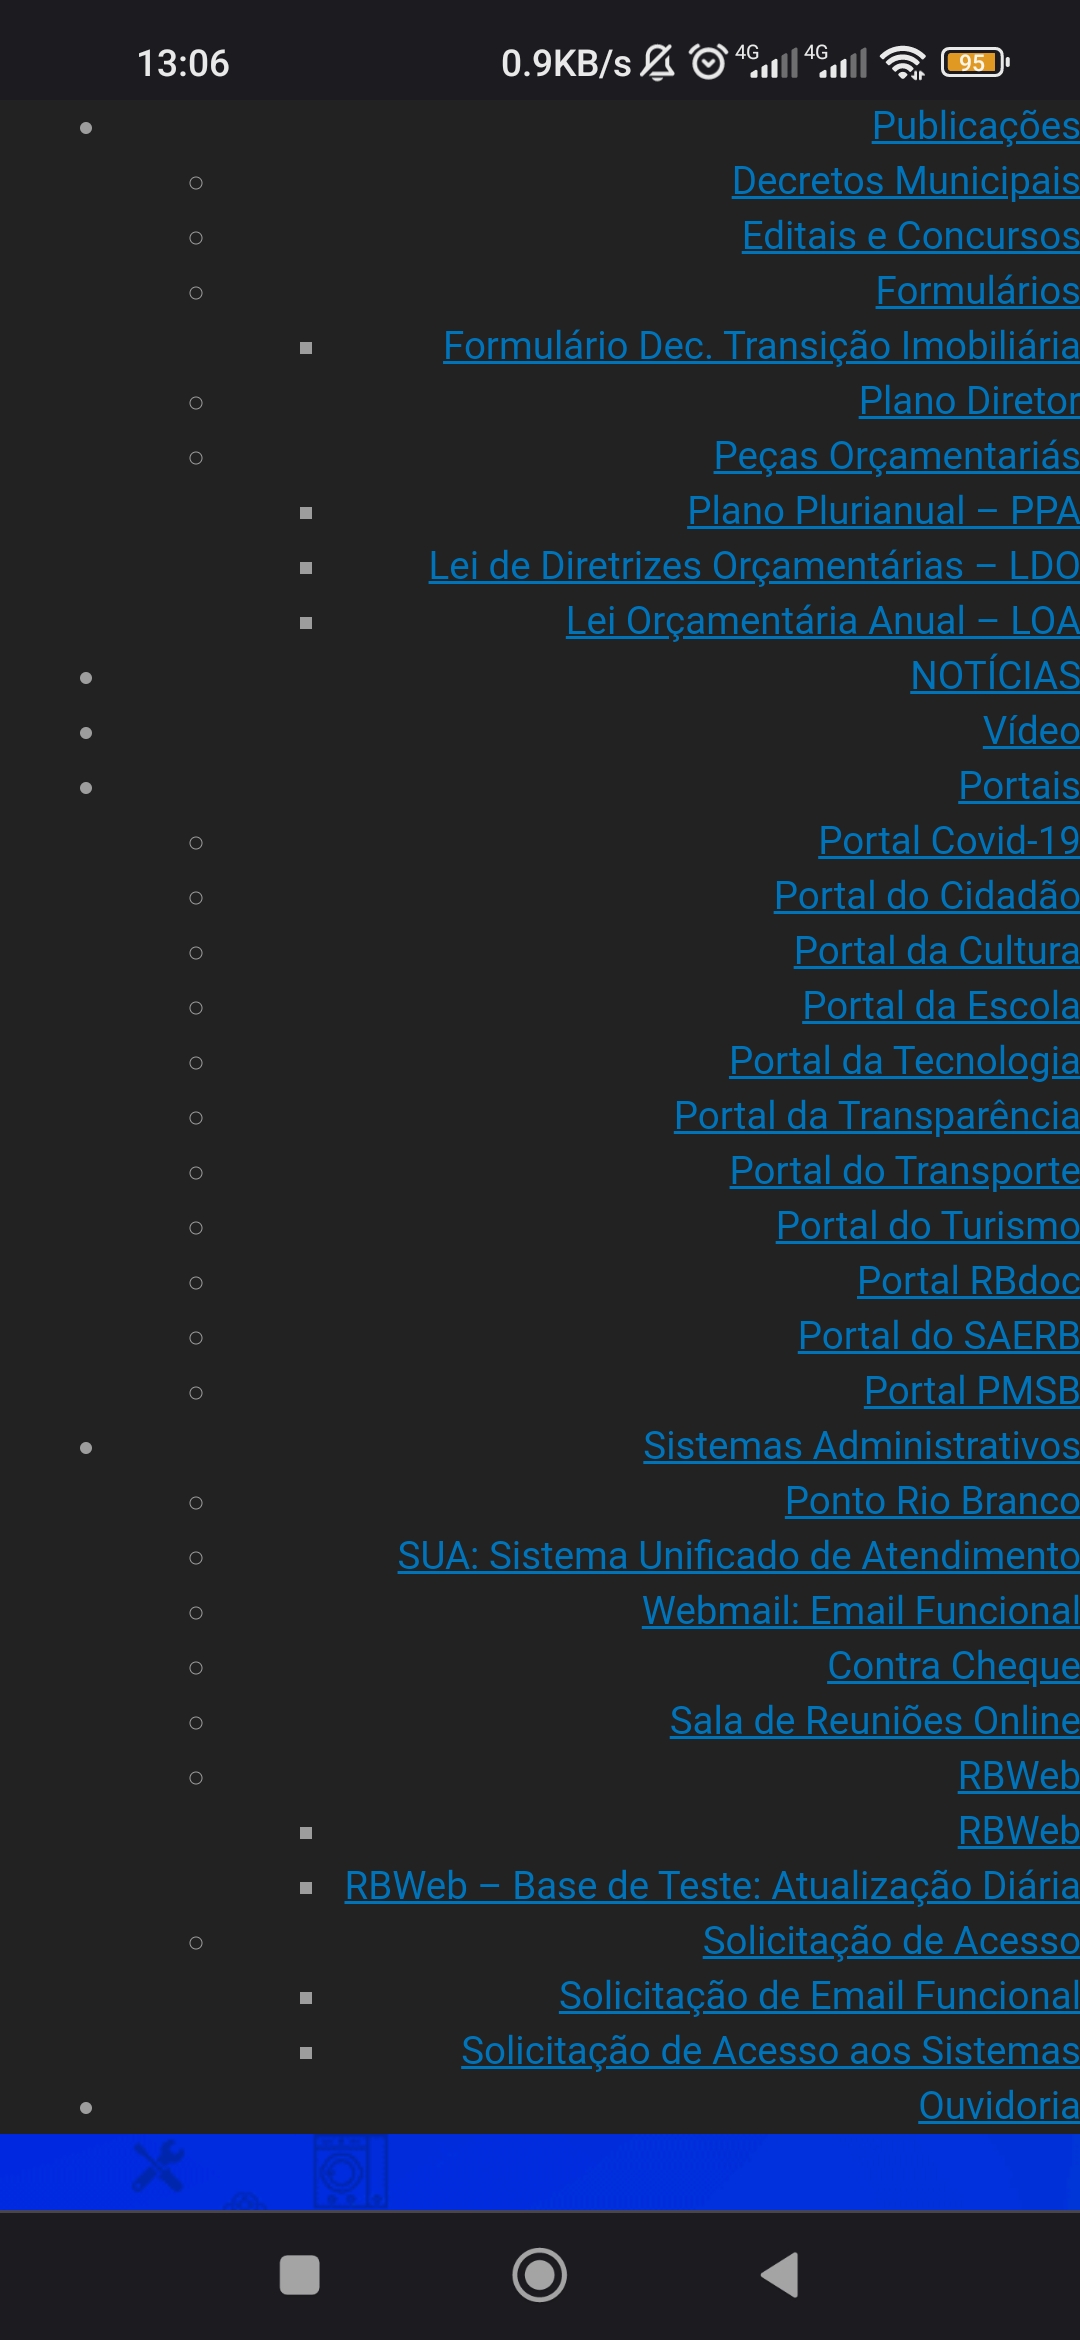 13:06
0.9KB/s 4G 4G 95
Publicações
Decretos Municipais
Editais e Concursos
Formulários
Formulário Dec. Transição Imobiliária
Plano Diretor
Peças Orçamentariás
Plano Plurianual – PPA
Lei de Diretrizes Orçamentárias – LDO
Lei Orçamentária Anual – LOA
NOTÍCIAS
Vídeo
Portais
Portal Covid-19
Portal do Cidadão
Portal da Cultura
Portal da Escola
Portal da Tecnologia
Portal da Transparência
Portal do Transporte
Portal do Turismo
Portal RBdoc
Portal do SAERB
Portal PMSB
Sistemas Administrativos
Ponto Rio Branco
SUA: Sistema Unificado de Atendimento
Webmail: Email Funcional
Contra Cheque
Sala de Reuniões Online
RBWeb
RBWeb
RBWeb – Base de Teste: Atualização Diária
Solicitação de Acesso
Solicitação de Email Funcional
Solicitação de Acesso aos Sistemas
Ouvidoria